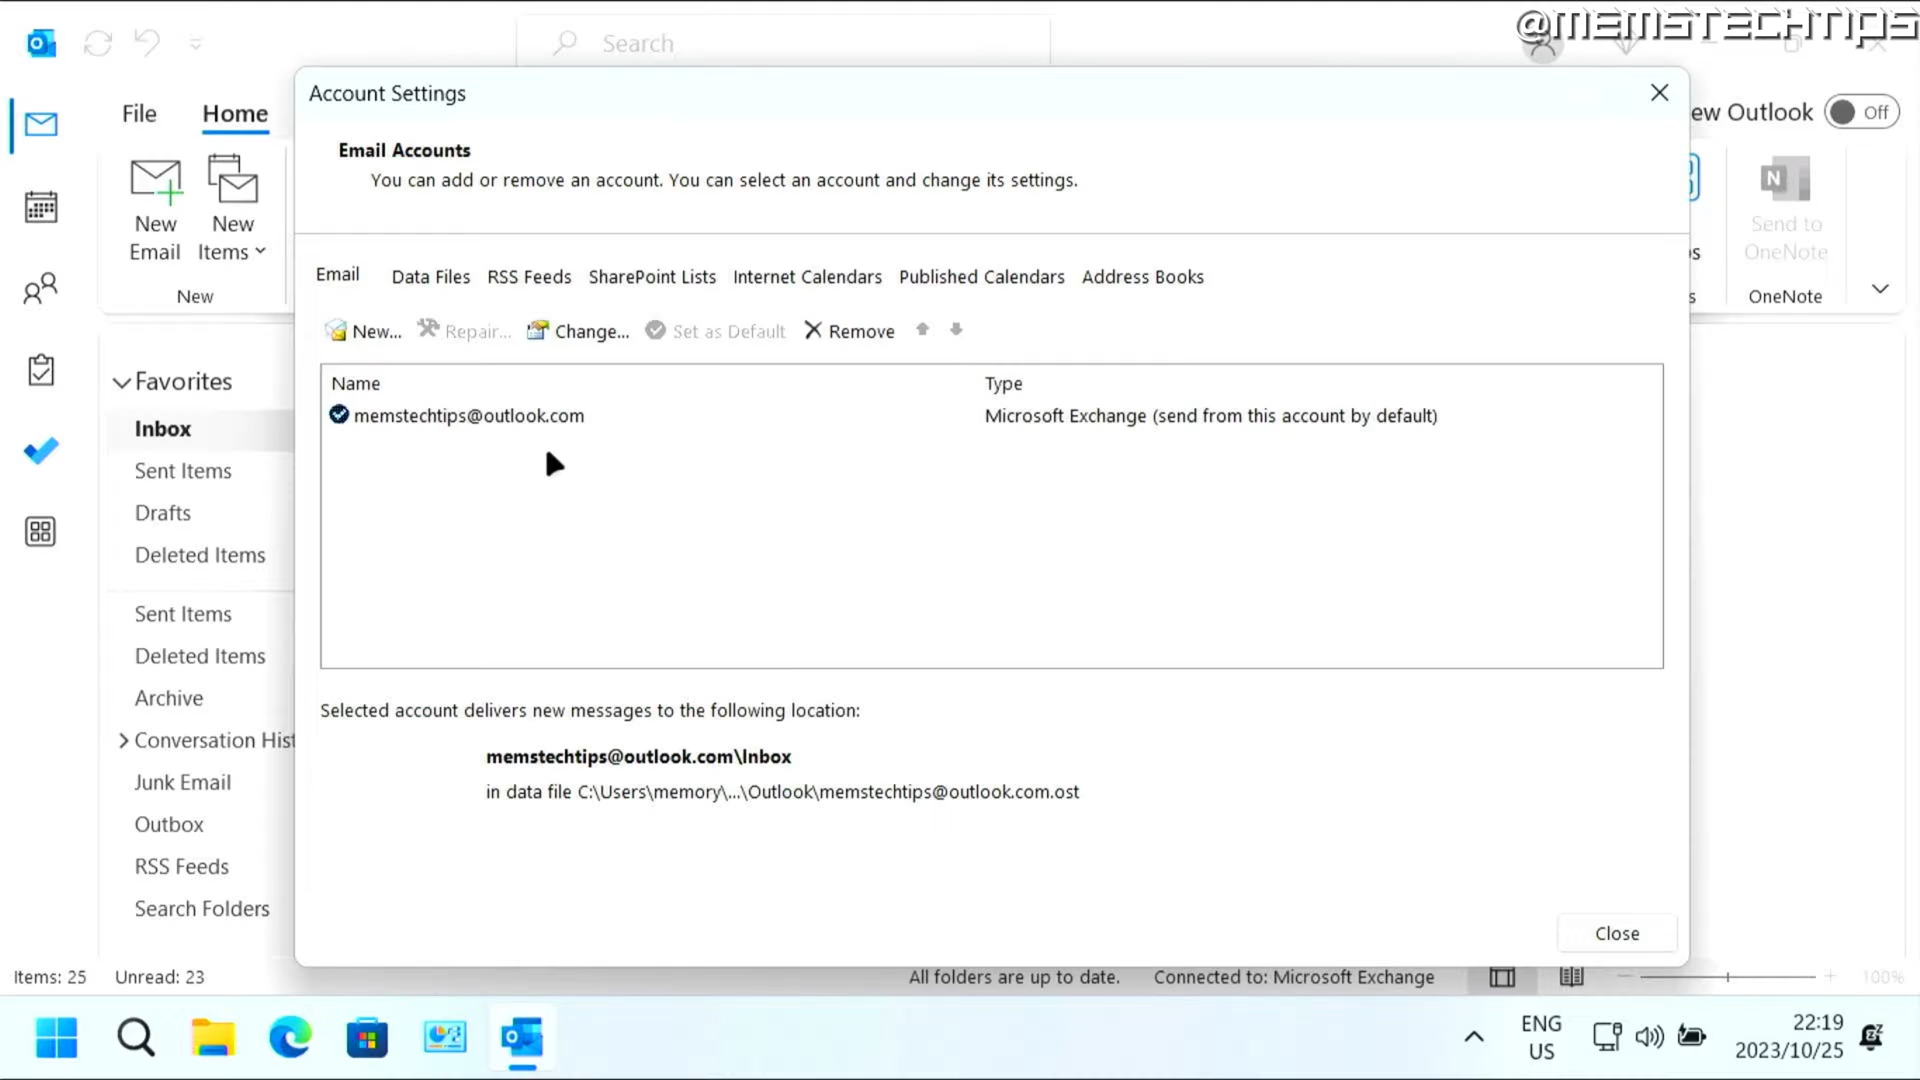 @MEMSTECHTIPS
Search
File
Home
Account Settings
ew Outlook
Off
Email Accounts
You can add or remove an account. You can select an account and change its settings.
New
Email
New
Items
New
Send to
OneNote
OneNote
s
s
Email
Data Files
RSS Feeds
SharePoint Lists
Internet Calendars
Published Calendars
Address Books
New...
Repair...
Change...
Set as Default
Remove
Name
Type
memstechtips@outlook.com
Microsoft Exchange (send from this account by default)
Favorites
Inbox
Sent Items
Drafts
Deleted Items
Sent Items
Deleted Items
Archive
Conversation Hist
Junk Email
Outbox
RSS Feeds
Search Folders
Selected account delivers new messages to the following location:
memstechtips@outlook.com\Inbox
in data file C:\Users\memory\...\Outlook\memstechtips@outlook.com.ost
Close
Items: 25
Unread: 23
All folders are up to date.
Connected to: Microsoft Exchange
100%
ENG
US
22:19
2023/10/25